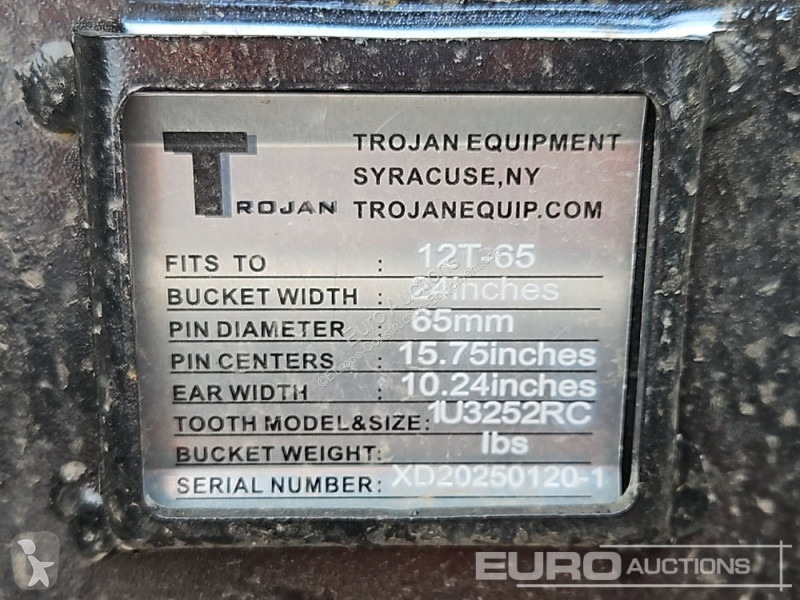 TROJAN EQUIPMENT
SYRACUSE,NY
TROJAN TROJANEQUIP.COM
FITS TO : 12T-65
BUCKET WIDTH : 24inches
PIN DIAMETER : 65mm
PIN CENTERS : 15.75inches
EAR WIDTH : 10.24inches
TOOTH MODEL&SIZE: 1U3252RC
BUCKET WEIGHT: lbs
SERIAL NUMBER: XD20250120-1
EURO AUCTIONS